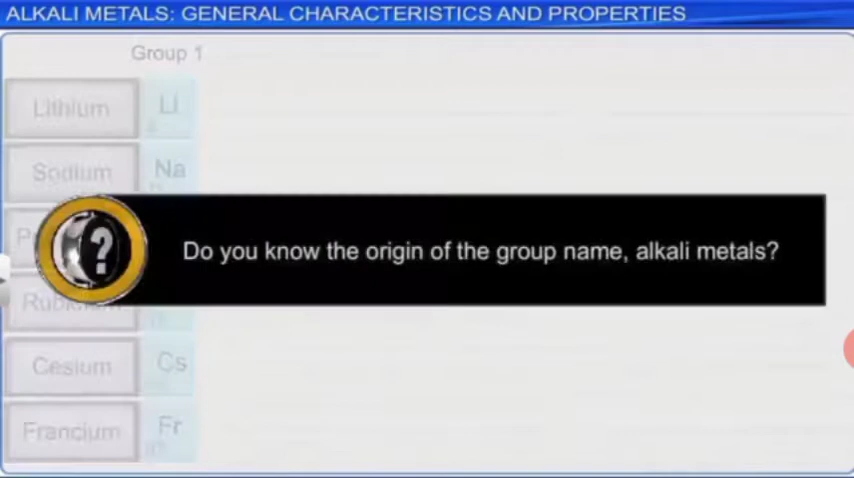 ALKALI METALS: GENERAL CHARACTERISTICS AND PROPERTIES
Group 1
Lithium Li
Sodium Na
?
Do you know the origin of the group name, alkali metals?
Cesium Cs
Francium Fr